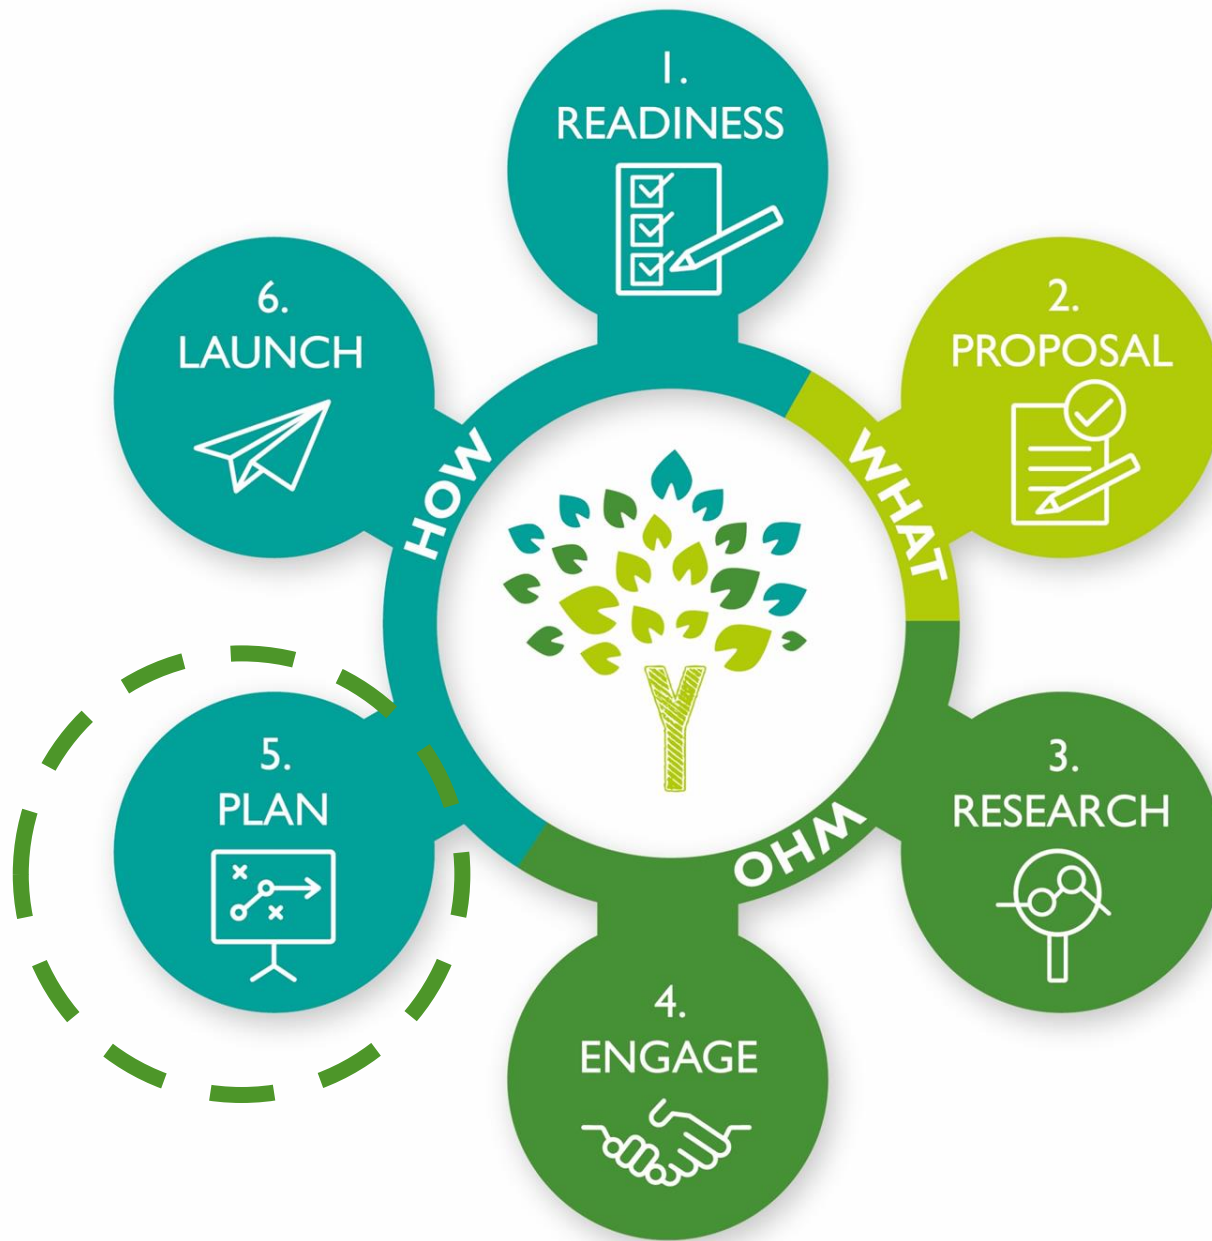 1.
READINESS
2.
PROPOSAL
3.
RESEARCH
4.
ENGAGE
5.
PLAN
6.
LAUNCH
HOW
WHAT
WHO
Y